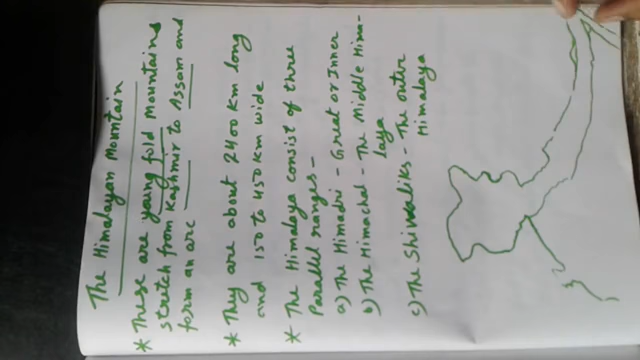 The Himalayan Mountain
* These are young fold Mountains
stretch from Kashmir to Assam and
form an arc
* They are about 2400 Km long
and 150 to 450 Km wide
* The Himalaya consist of three
Parallel ranges -
a) The Himadri - Great or Inner
b) The Himachal - The Middle Hima-
laya
c) The Shiwaliks - The outer
Himalaya